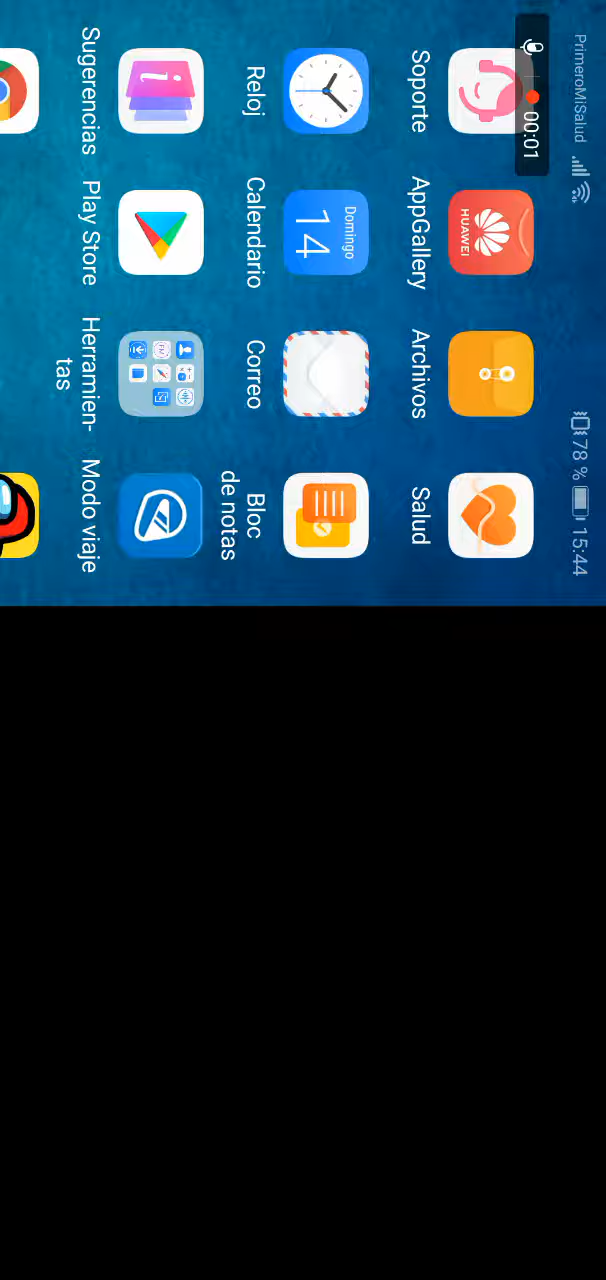 PrimeroMiSalud 78 % 15:44
00:01
HUAWEI
Soporte AppGallery Archivos Salud
Domingo
14
Reloj Calendario Correo Bloc
de notas
Sugerencias Play Store Herramien- Modo viaje
tas